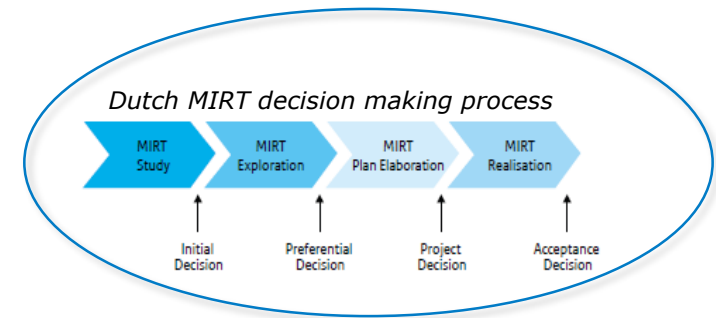 Dutch MIRT decision making process
MIRT
Study
MIRT
Exploration
MIRT
Plan Elaboration
MIRT
Realisation
Initial
Decision
Preferential
Decision
Project
Decision
Acceptance
Decision